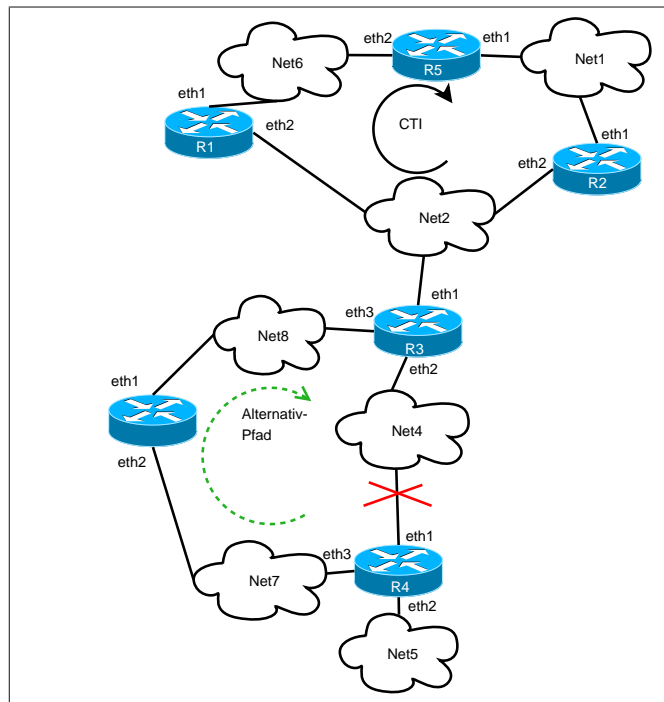 eth2
eth1
R5
Net6
Net1
eth1
eth2
R1
CTI
eth1
eth2
R2
Net2
eth1
eth3
R3
eth2
Net8
eth1
Alternativ-
Pfad
Net4
eth2
eth1
eth3
R4
Net7
eth2
Net5